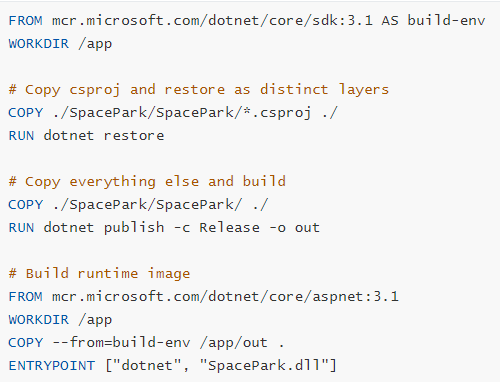 FROM mcr.microsoft.com/dotnet/core/sdk:3.1 AS build-env
WORKDIR /app
# Copy csproj and restore as distinct layers
COPY ./SpacePark/SpacePark/*.csproj ./
RUN dotnet restore
# Copy everything else and build
COPY ./SpacePark/SpacePark/ ./
RUN dotnet publish -c Release -o out
# Build runtime image
FROM mcr.microsoft.com/dotnet/core/aspnet:3.1
WORKDIR /app
COPY --from=build-env /app/out .
ENTRYPOINT ["dotnet", "SpacePark.dll"]